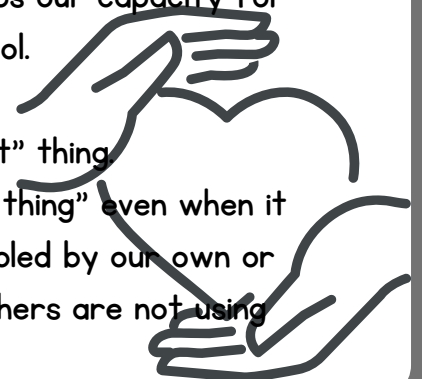 our capacity for
ol.
t” thing.
thing” even when it
bled by our own or
hers are not using